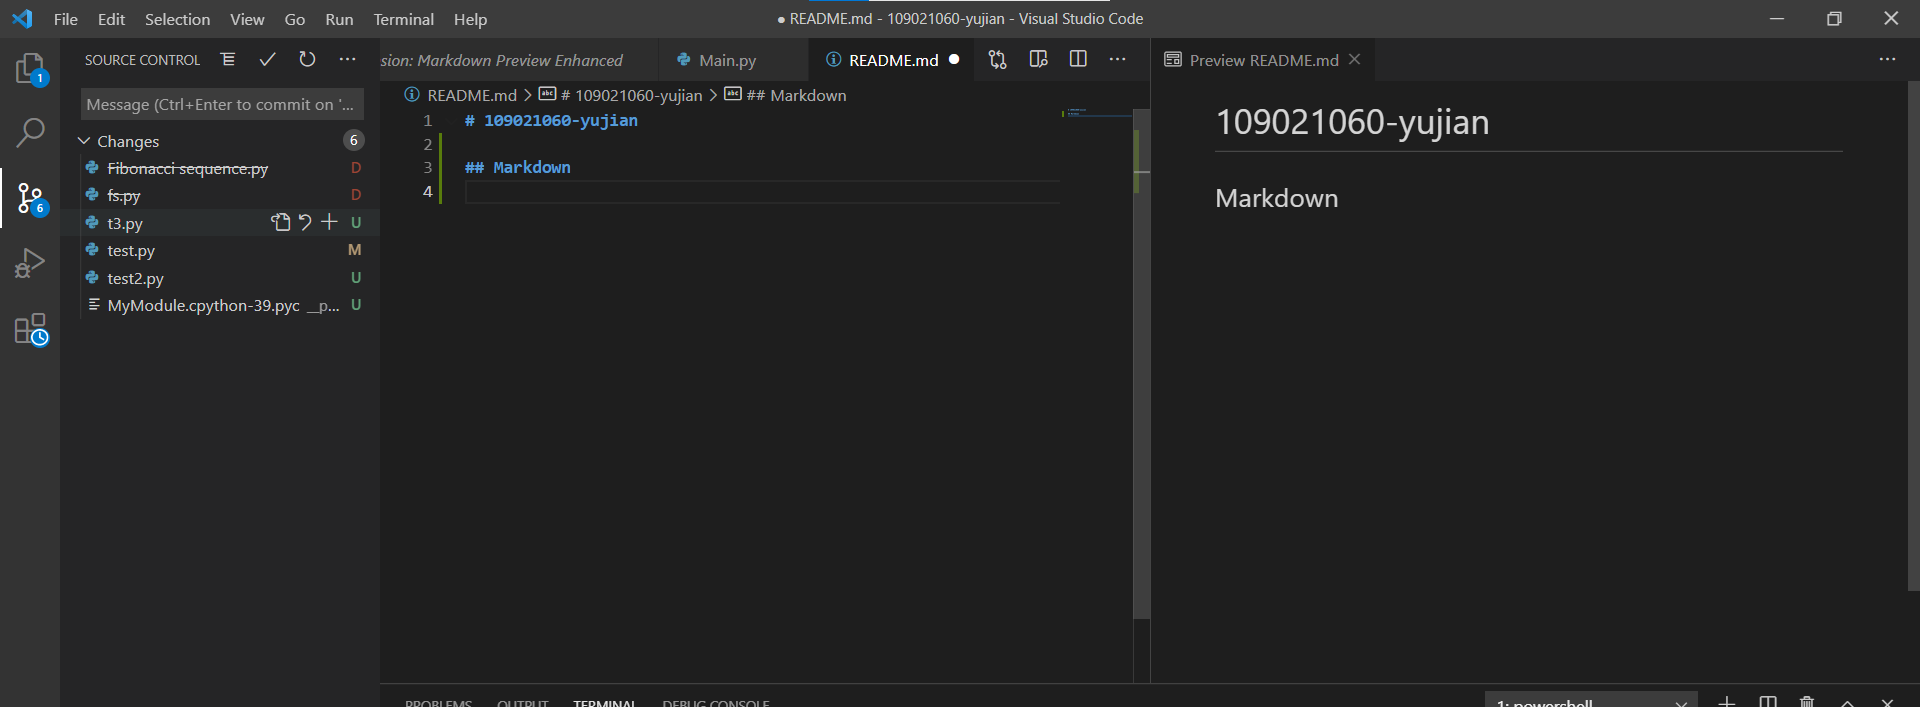 File Edit Selection View Go Run Terminal Help
● README.md - 109021060-yujian - Visual Studio Code
SOURCE CONTROL
sion: Markdown Preview Enhanced
Main.py
README.md
Preview README.md
1
Message (Ctrl+Enter to commit on '...
README.md > # 109021060-yujian > ## Markdown
Changes 6
Fibonacci sequence.py D
fs.py D
t3.py U
test.py M
test2.py U
MyModule.cpython-39.pyc __p... U
6
1 # 109021060-yujian
2
3 ## Markdown
4
109021060-yujian
Markdown
PROBLEMS OUTPUT TERMINAL DEBUG CONSOLE
1: powershell